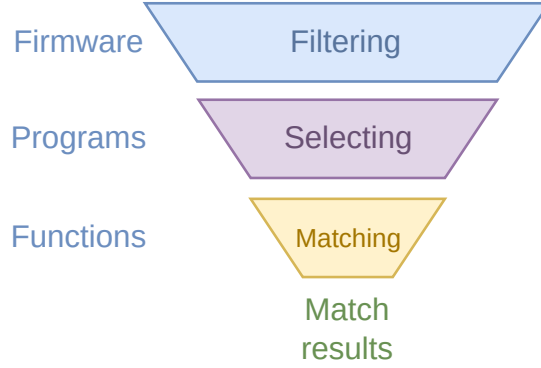 Firmware
Filtering
Programs
Selecting
Functions
Matching
Match
results